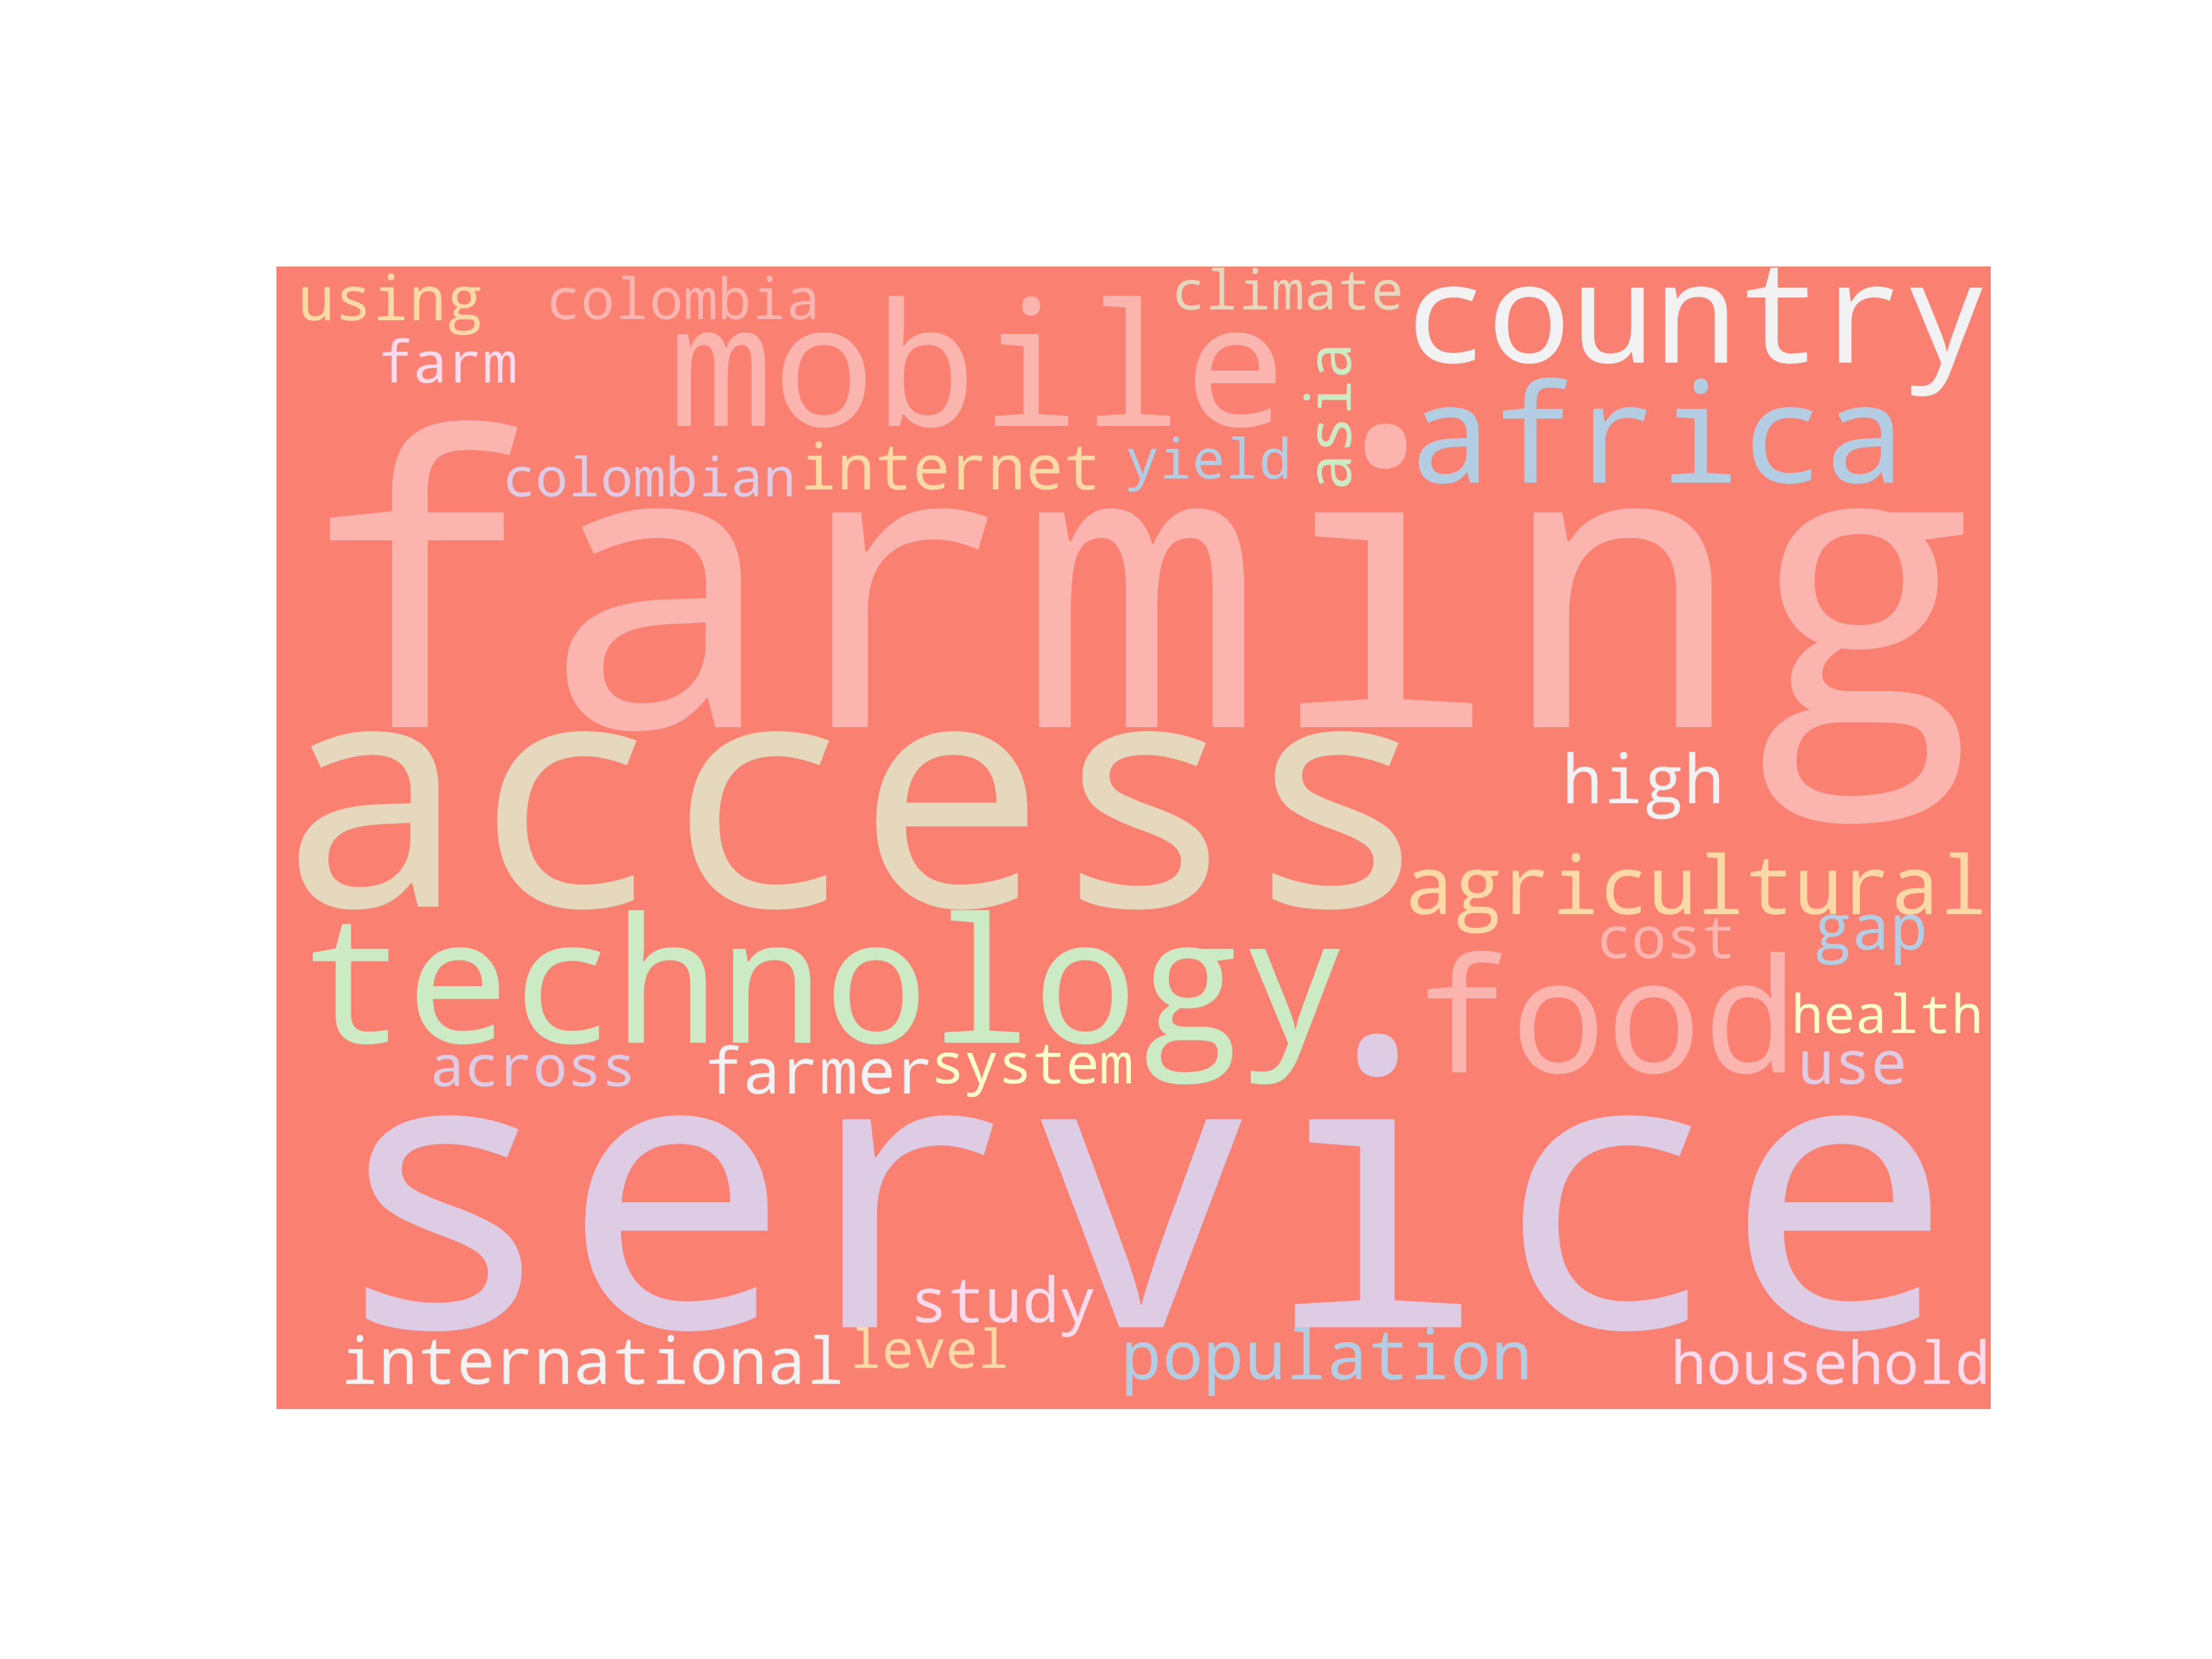 using colombia climate country
farm mobile asia africa
colombian internet yield
farming
access high
agricultural
technology cost gap
food health
across farmer system use
service
study
international level population household